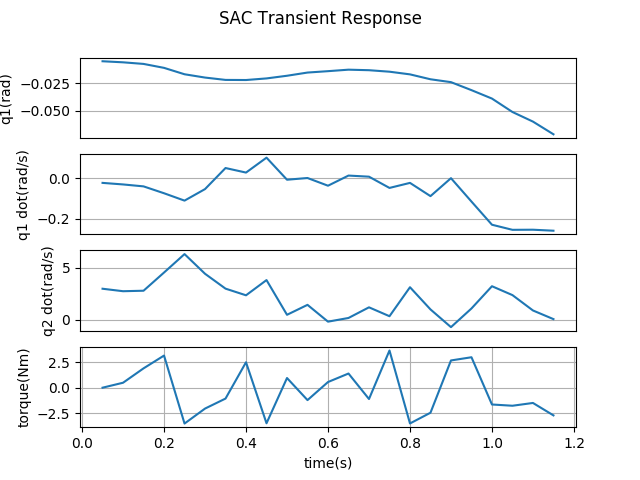 SAC Transient Response
q1(rad)
−0.025
−0.050
q1 dot(rad/s)
0.0
−0.2
q2 dot(rad/s)
5
0
torque(Nm)
2.5
0.0
−2.5
0.0 0.2 0.4 0.6 0.8 1.0 1.2
time(s)